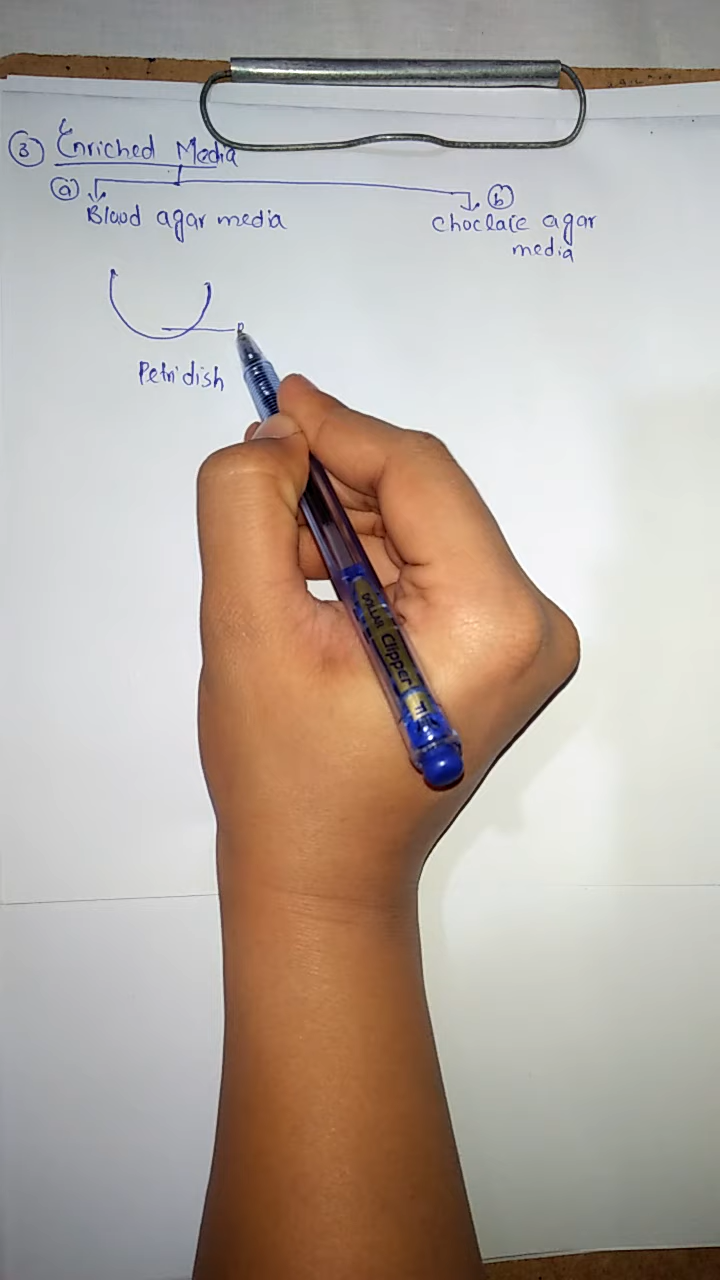 ③ Enriched Media
ⓐ
ⓑ
Blood agar media
Choclate agar
media
Petri dish
DOLLAR Clipper